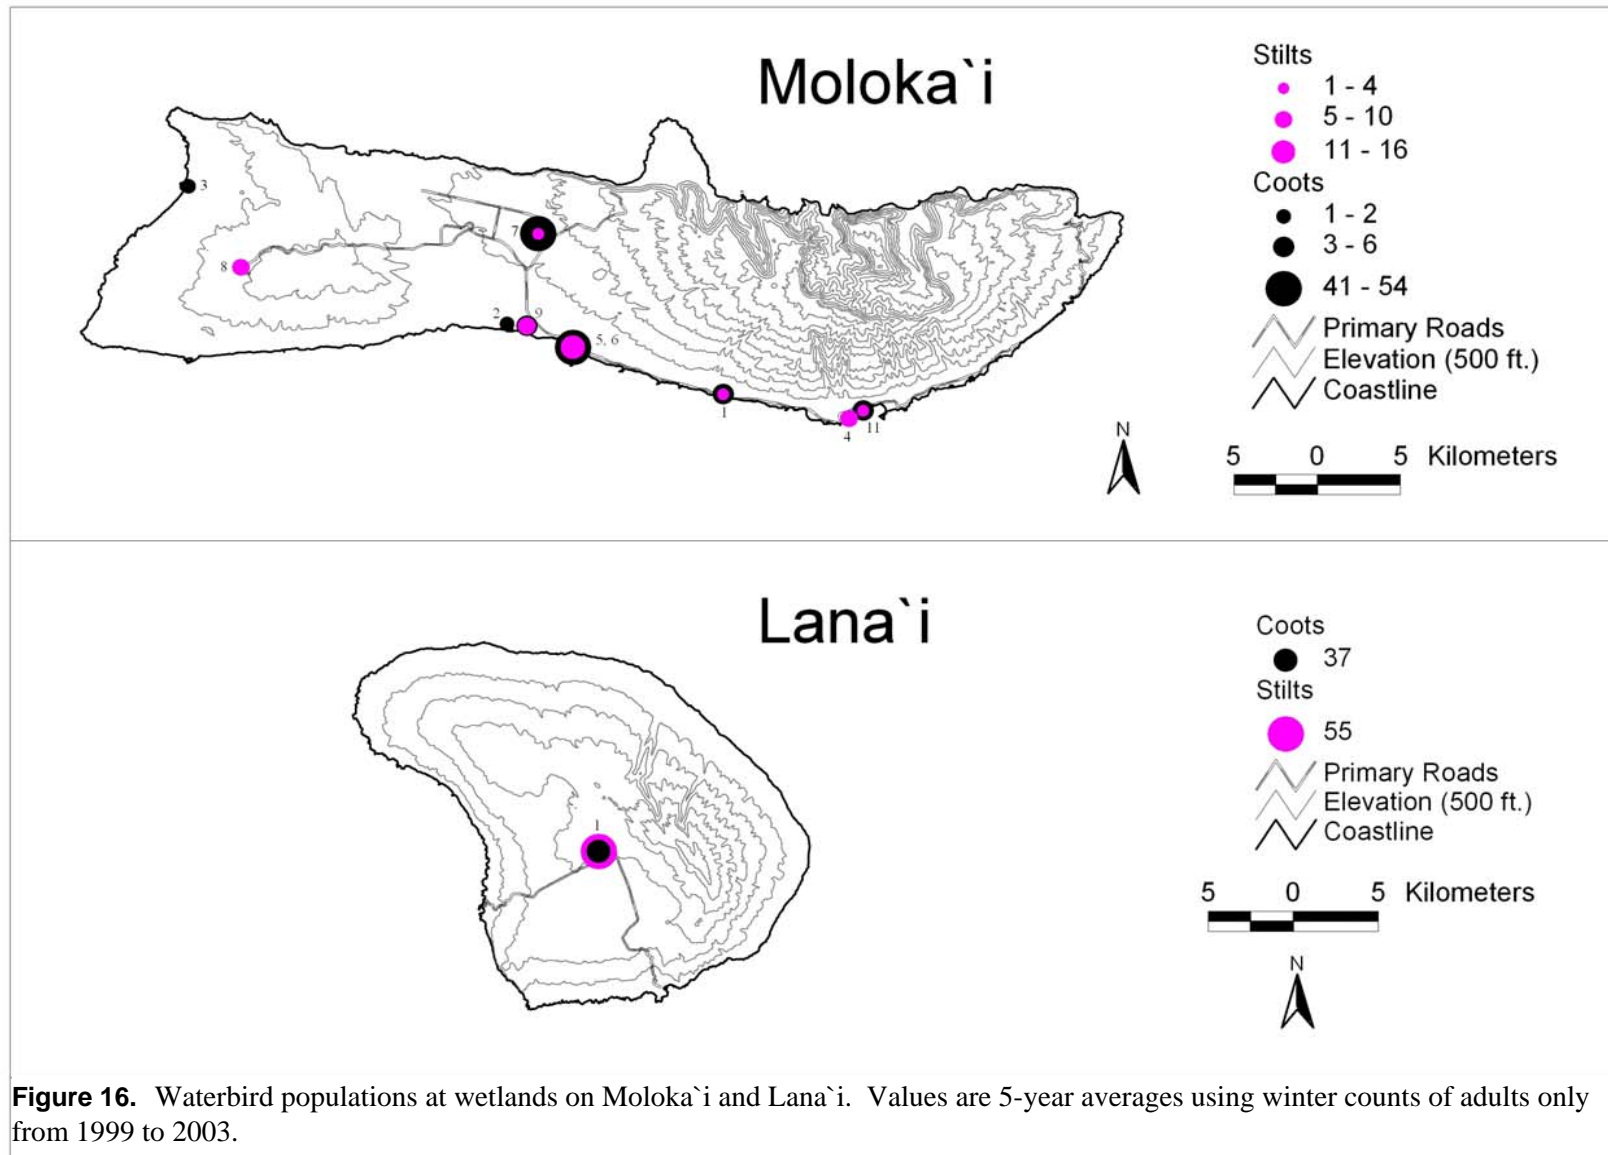 Moloka`i
Stilts
1 - 4
5 - 10
11 - 16
Coots
1 - 2
3 - 6
41 - 54
Primary Roads
Elevation (500 ft.)
Coastline
3
7
8
2
9
5, 6
1
4
11
N
5 0 5 Kilometers
Lana`i
Coots
37
Stilts
55
Primary Roads
Elevation (500 ft.)
Coastline
1
5 0 5 Kilometers
N
Figure 16. Waterbird populations at wetlands on Moloka`i and Lana`i. Values are 5-year averages using winter counts of adults only
from 1999 to 2003.